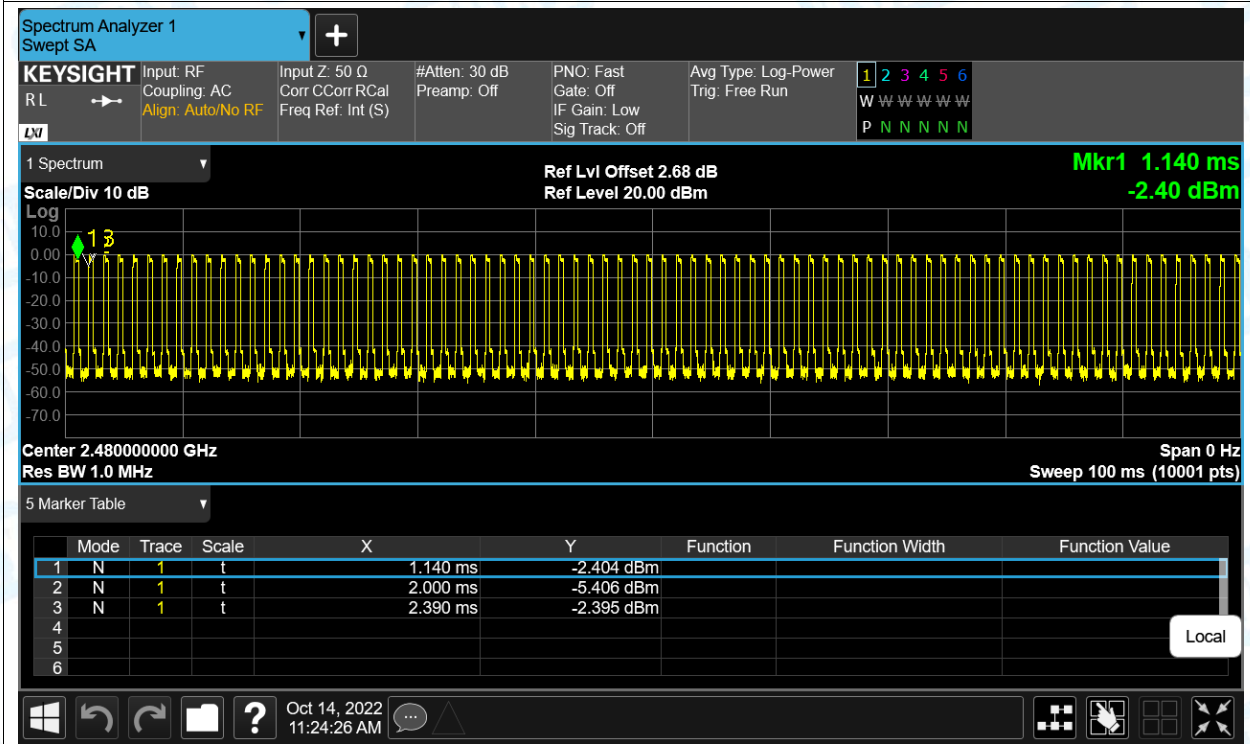 Spectrum Analyzer 1
Swept SA
+
KEYSIGHT
R L
LXI
Input: RF
Coupling: AC
Align: Auto/No RF
Input Z: 50 Ω
Corr CCorr RCal
Freq Ref: Int (S)
#Atten: 30 dB
Preamp: Off
PNO: Fast
Gate: Off
IF Gain: Low
Sig Track: Off
Avg Type: Log-Power
Trig: Free Run
1 2 3 4 5 6
W W W W W W
P N N N N N
1 Spectrum
Scale/Div 10 dB
Ref Lvl Offset 2.68 dB
Ref Level 20.00 dBm
Mkr1 1.140 ms
-2.40 dBm
Log
10.0
0.00
-10.0
-20.0
-30.0
-40.0
-50.0
-60.0
-70.0
1 3
Center 2.480000000 GHz
Res BW 1.0 MHz
Span 0 Hz
Sweep 100 ms (10001 pts)
5 Marker Table
Mode Trace Scale X Y Function Function Width Function Value
1 N 1 t 1.140 ms -2.404 dBm
2 N 1 t 2.000 ms -5.406 dBm
3 N 1 t 2.390 ms -2.395 dBm
4
5
6
Local
?
Oct 14, 2022
11:24:26 AM